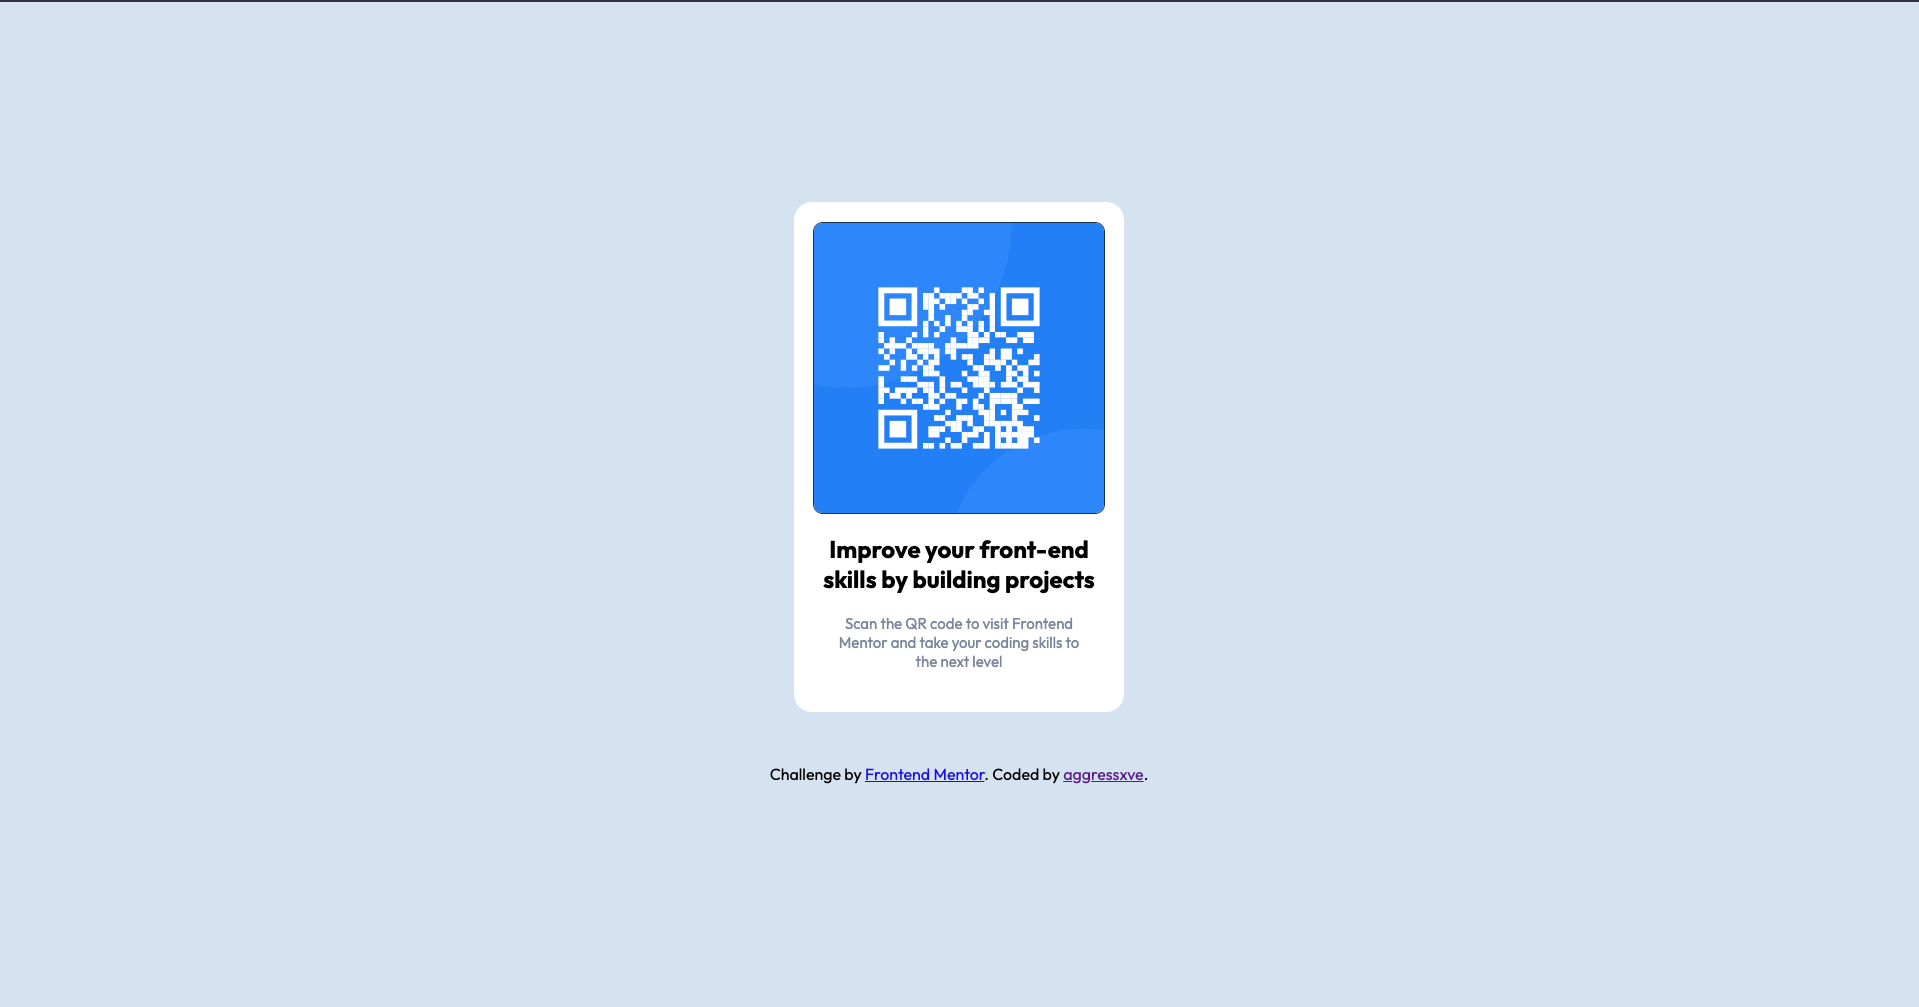 Improve your front-end
skills by building projects
Scan the QR code to visit Frontend
Mentor and take your coding skills to
the next level
Challenge by Frontend Mentor. Coded by aggressxve.